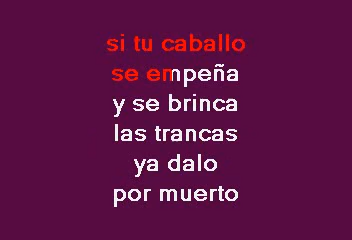 si tu caballo
se empeña
y se brinca
las trancas
ya dalo
por muerto